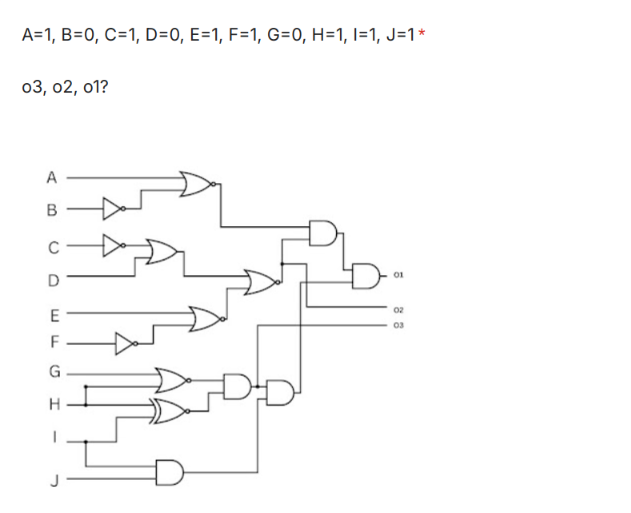 A=1, B=0, C=1, D=0, E=1, F=1, G=0, H=1, I=1, J=1*
o3, o2, o1?
A
B
C
D
E
F
G
H
I
J
O1
O2
O3